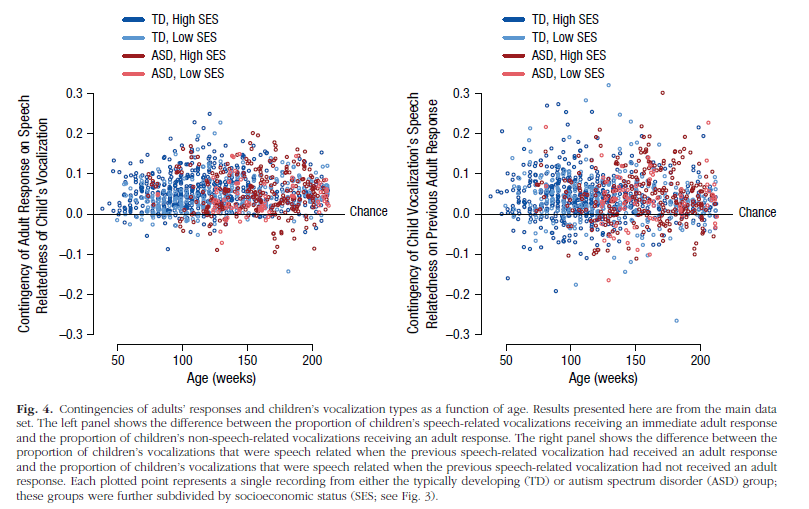 TD, High SES
TD, Low SES
ASD, High SES
ASD, Low SES
0.3
0.2
0.1
0.0
–0.1
–0.2
–0.3
Contingency of Adult Response on Speech
Relatedness of Child's Vocalization
Chance
50
100
150
200
Age (weeks)
TD, High SES
TD, Low SES
ASD, High SES
ASD, Low SES
0.3
0.2
0.1
0.0
–0.1
–0.2
–0.3
Contingency of Child Vocalization's Speech
Relatedness on Previous Adult Response
Chance
50
100
150
200
Age (weeks)
Fig. 4. Contingencies of adults' responses and children's vocalization types as a function of age. Results presented here are from the main data
set. The left panel shows the difference between the proportion of children's speech-related vocalizations receiving an immediate adult response
and the proportion of children's non-speech-related vocalizations receiving an adult response. The right panel shows the difference between the
proportion of children's vocalizations that were speech related when the previous speech-related vocalization had received an adult response
and the proportion of children's vocalizations that were speech related when the previous speech-related vocalization had not received an adult
response. Each plotted point represents a single recording from either the typically developing (TD) or autism spectrum disorder (ASD) group;
these groups were further subdivided by socioeconomic status (SES; see Fig. 3).